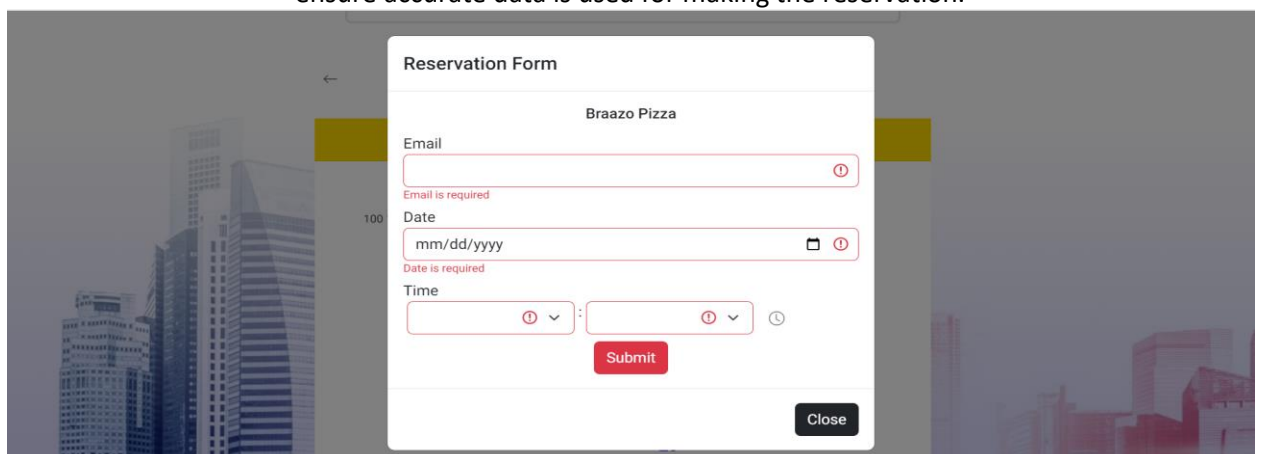 ensure accurate data is used for making the reservation.
Reservation Form
←
Braazo Pizza
Email
Email is required
100
Date
mm/dd/yyyy
Date is required
Time
:
Submit
Close